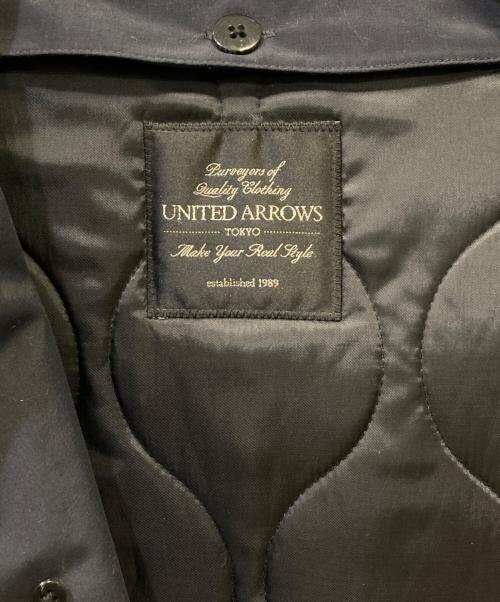 Purveyors of
Quality Clothing
UNITED ARROWS
TOKYO
Make Your Real Style
established 1989